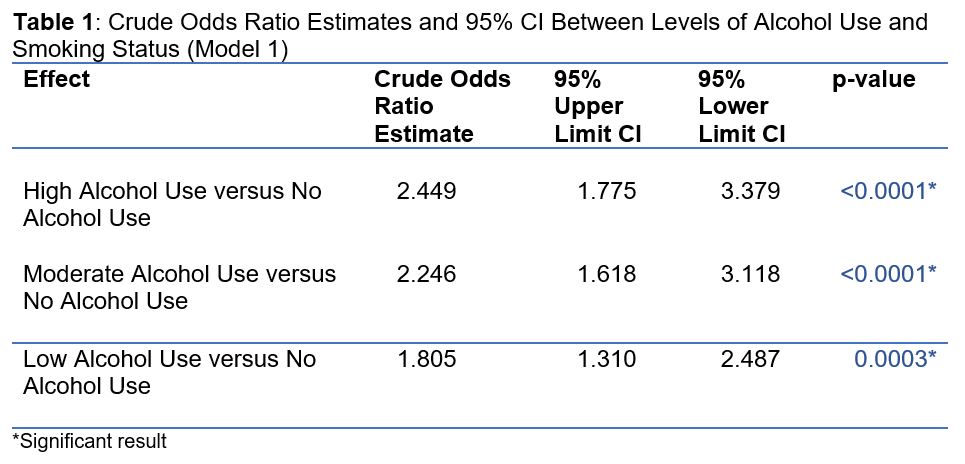 Table 1: Crude Odds Ratio Estimates and 95% CI Between Levels of Alcohol Use and
Smoking Status (Model 1)
Effect
Crude Odds
Ratio
Estimate
95%
Upper
Limit CI
95%
Lower
Limit CI
p-value
High Alcohol Use versus No
Alcohol Use
2.449
1.775
3.379
<0.0001*
Moderate Alcohol Use versus
No Alcohol Use
2.246
1.618
3.118
<0.0001*
Low Alcohol Use versus No
Alcohol Use
1.805
1.310
2.487
0.0003*
*Significant result